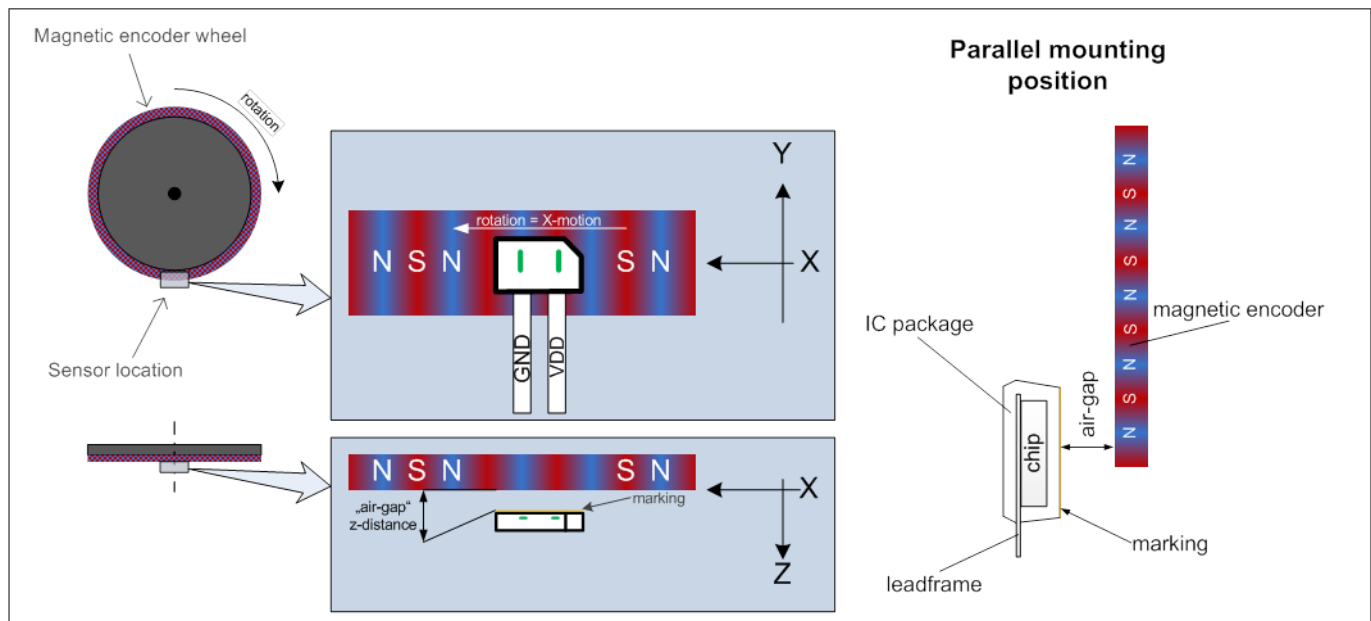 Magnetic encoder wheel
rotation
Sensor location
Y
rotation = X-motion
N S N S N
X
GND
VDD
N S N S N
X
„air-gap“
z-distance
marking
Z
Parallel mounting
position
N
S
N
S
N
S
N
S
N
magnetic encoder
IC package
air-gap
chip
marking
leadframe